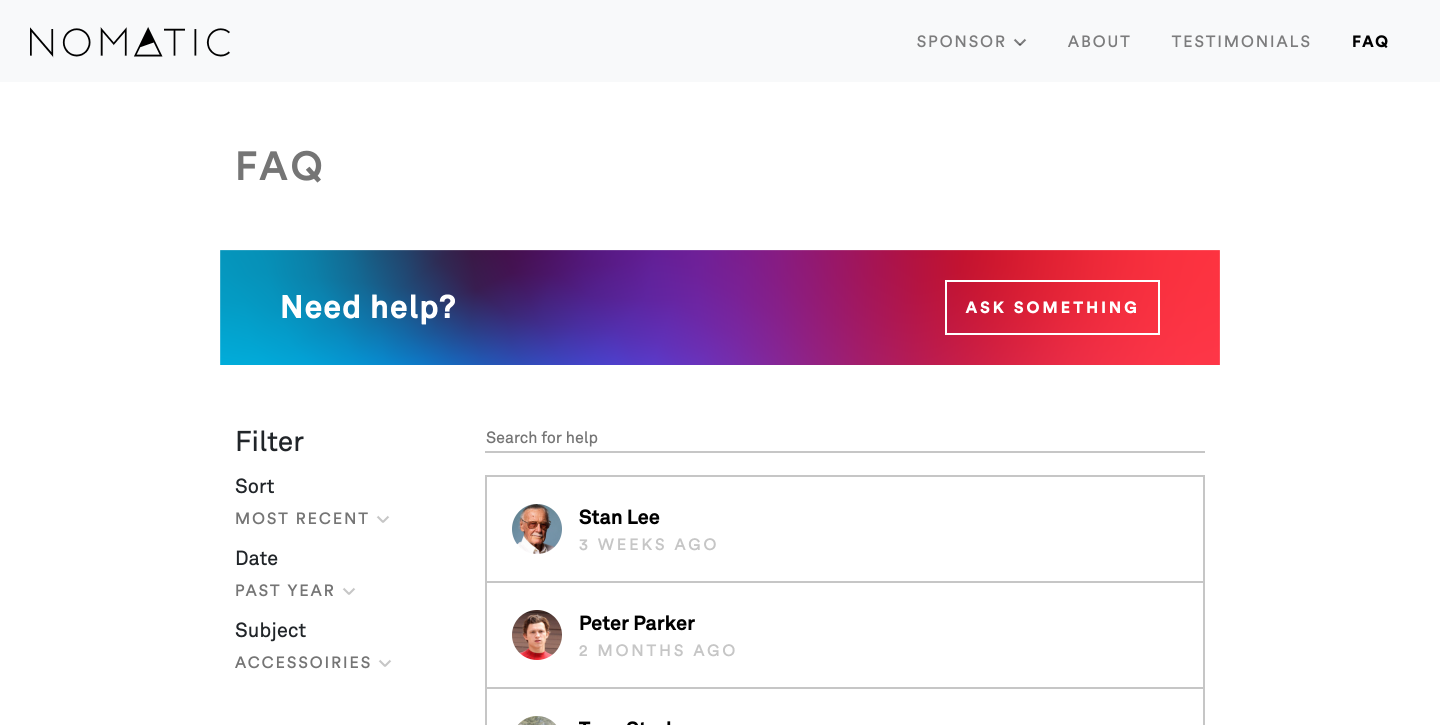 NOMATIC
SPONSOR
ABOUT
TESTIMONIALS
FAQ
FAQ
Need help?
ASK SOMETHING
Filter
Sort
MOST RECENT
Date
PAST YEAR
Subject
ACCESSOIRIES
Search for help
Stan Lee
3 WEEKS AGO
Peter Parker
2 MONTHS AGO